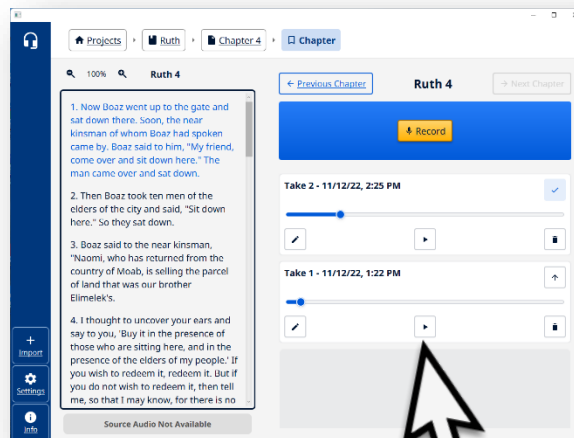 Projects
Ruth
Chapter 4
Chapter
100%
Ruth 4
1. Now Boaz went up to the gate and
sat down there. Soon, the near
kinsman of whom Boaz had spoken
came by. Boaz said to him, "My friend,
come over and sit down here." The
man came over and sat down.
2. Then Boaz took ten men of the
elders of the city and said, "Sit down
here." So they sat down.
3. Boaz said to the near kinsman,
"Naomi, who has returned from the
country of Moab, is selling the parcel
of land that was our brother
Elimelek's.
4. I thought to uncover your ears and
say to you, 'Buy it in the presence of
those who are sitting here, and in the
presence of the elders of my people.' If
you wish to redeem it, redeem it. But if
you do not wish to redeem it, then tell
me, so that I may know, for there is no
Source Audio Not Available
Import
Settings
Info
Previous Chapter
Ruth 4
Next Chapter
Record
Take 2 - 11/12/22, 2:25 PM
Take 1 - 11/12/22, 1:22 PM